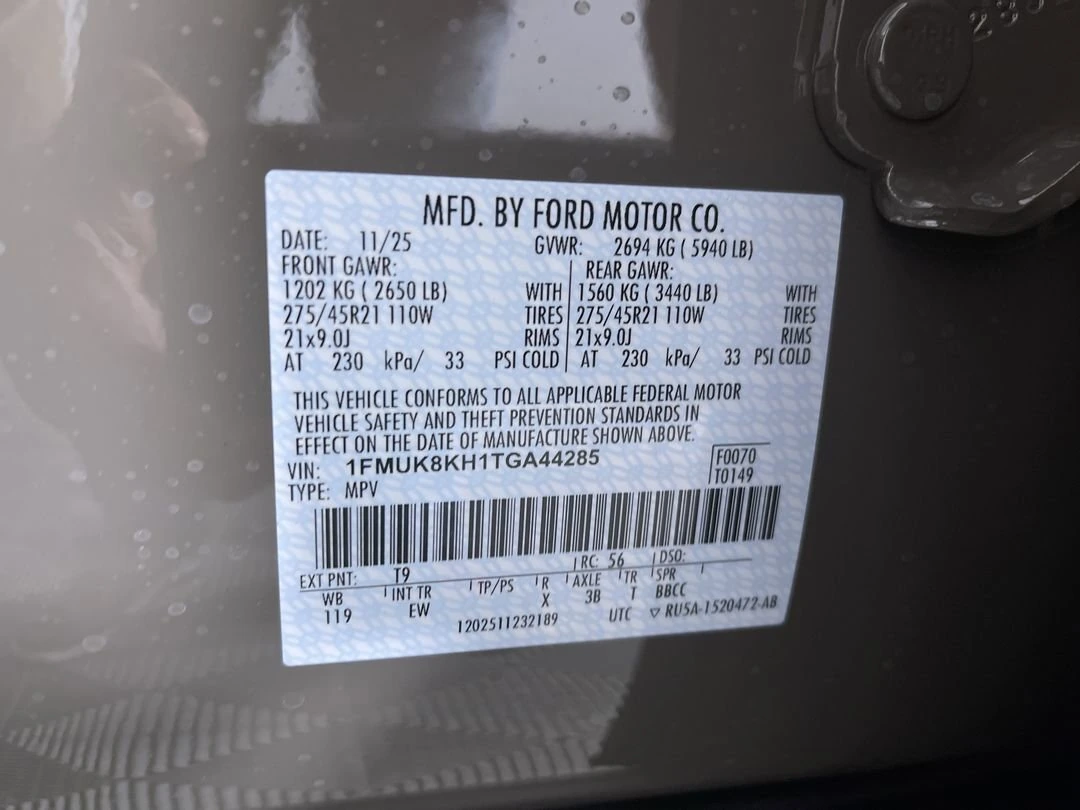 MFD. BY FORD MOTOR CO.
DATE: 11/25 GVWR: 2694 KG ( 5940 LB)
FRONT GAWR: REAR GAWR:
1202 KG ( 2650 LB) WITH 1560 KG ( 3440 LB) WITH
275/45R21 110W TIRES 275/45R21 110W TIRES
21x9.0J RIMS 21x9.0J RIMS
AT 230 kPa/ 33 PSI COLD AT 230 kPa/ 33 PSI COLD
THIS VEHICLE CONFORMS TO ALL APPLICABLE FEDERAL MOTOR
VEHICLE SAFETY AND THEFT PREVENTION STANDARDS IN
EFFECT ON THE DATE OF MANUFACTURE SHOWN ABOVE.
VIN: 1FMUK8KH1TGA44285 F0070
TYPE: MPV T0149
EXT PNT: T9 RC: 56 DSO:
WB INT TR TP/PS R AXLE TR SPR
119 EW X 3B T BBCC
1202511232189 UTC ▽ RU5A-1520472-AB